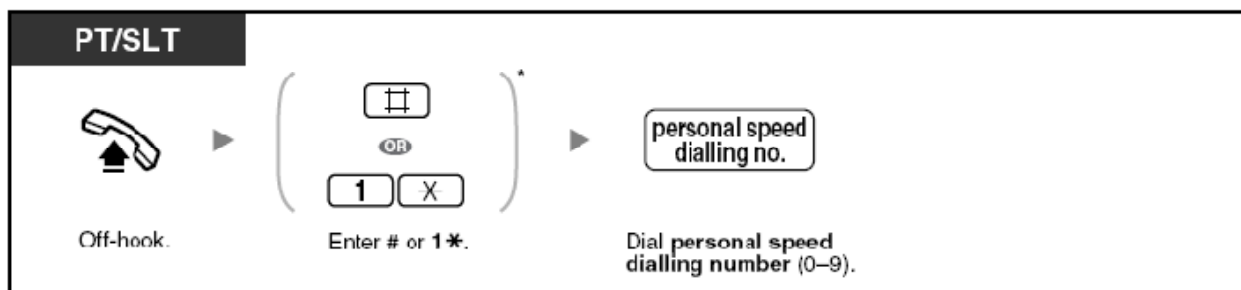 PT/SLT
*
#
OR
1 *
personal speed
dialling no.
Off-hook.
Enter # or 1*.
Dial personal speed
dialling number (0–9).